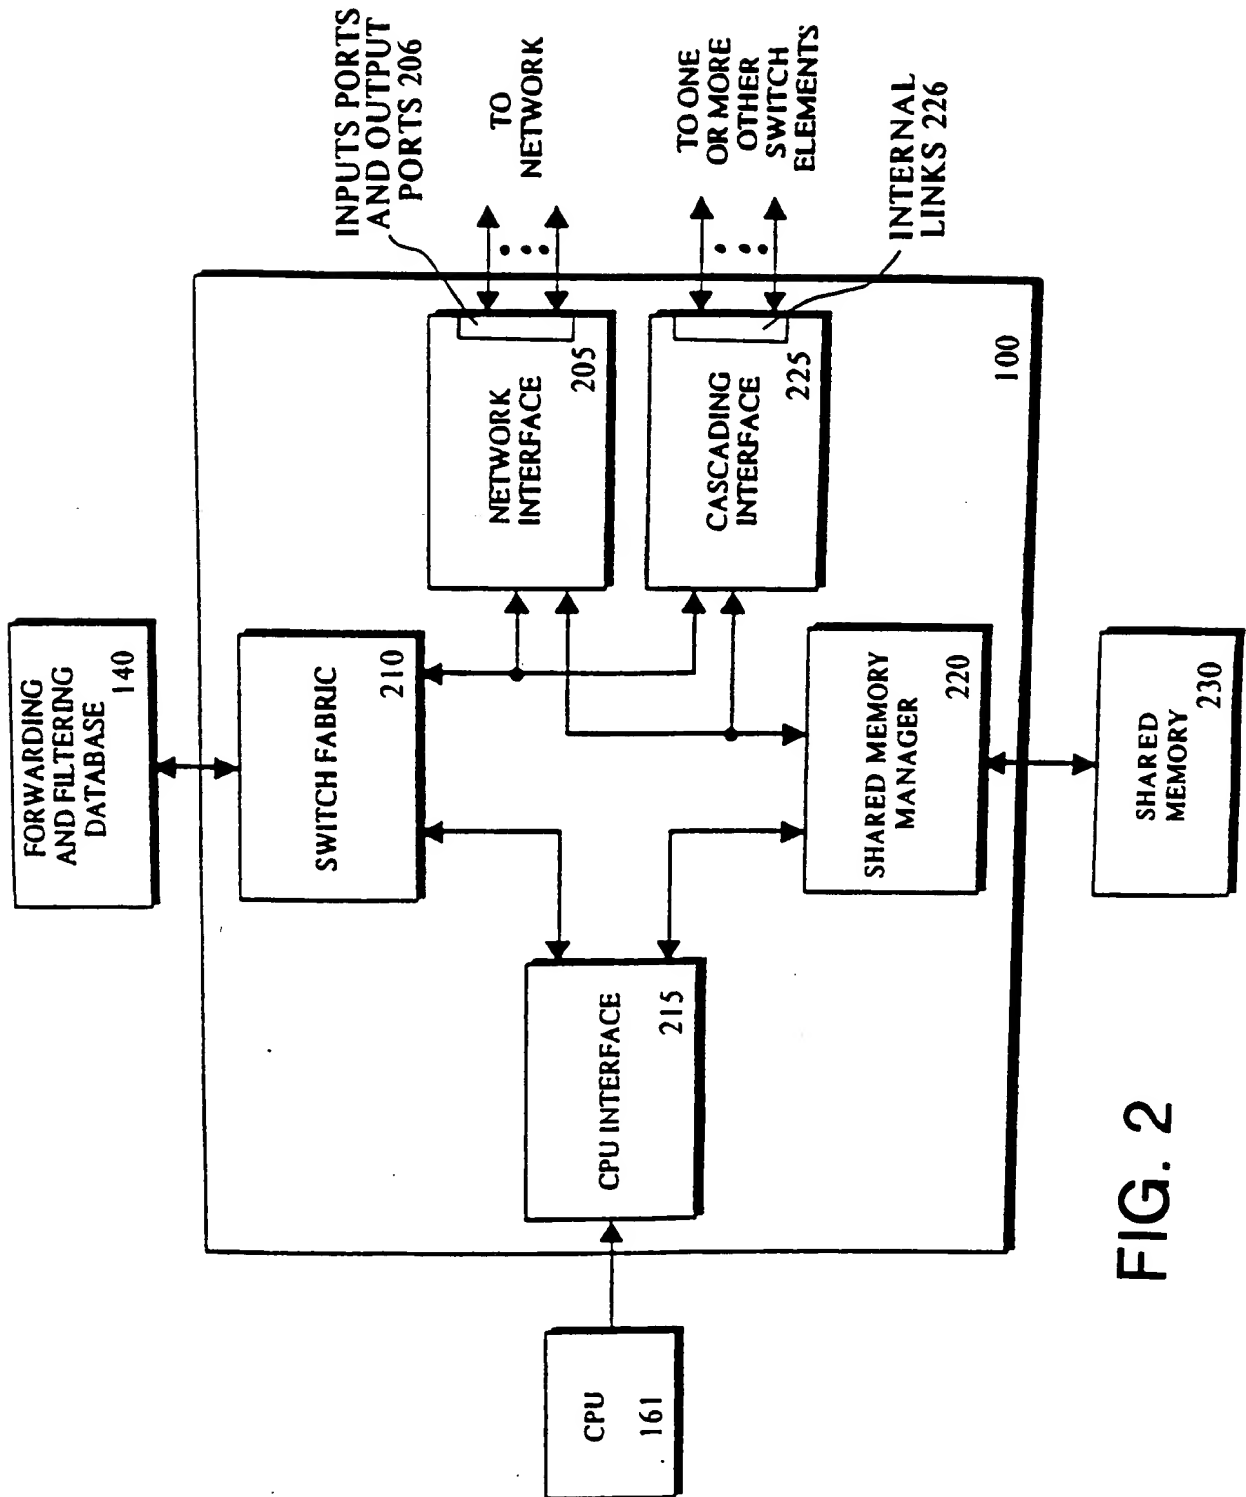 FORWARDING
AND FILTERING
DATABASE
140
SWITCH FABRIC
210
CPU
161
CPU INTERFACE
215
NETWORK
INTERFACE
205
INPUTS PORTS
AND OUTPUT
PORTS 206
TO
NETWORK
CASCADING
INTERFACE
225
TO ONE
OR MORE
OTHER
SWITCH
ELEMENTS
INTERNAL
LINKS 226
SHARED MEMORY
MANAGER
220
100
SHARED
MEMORY
230
FIG. 2